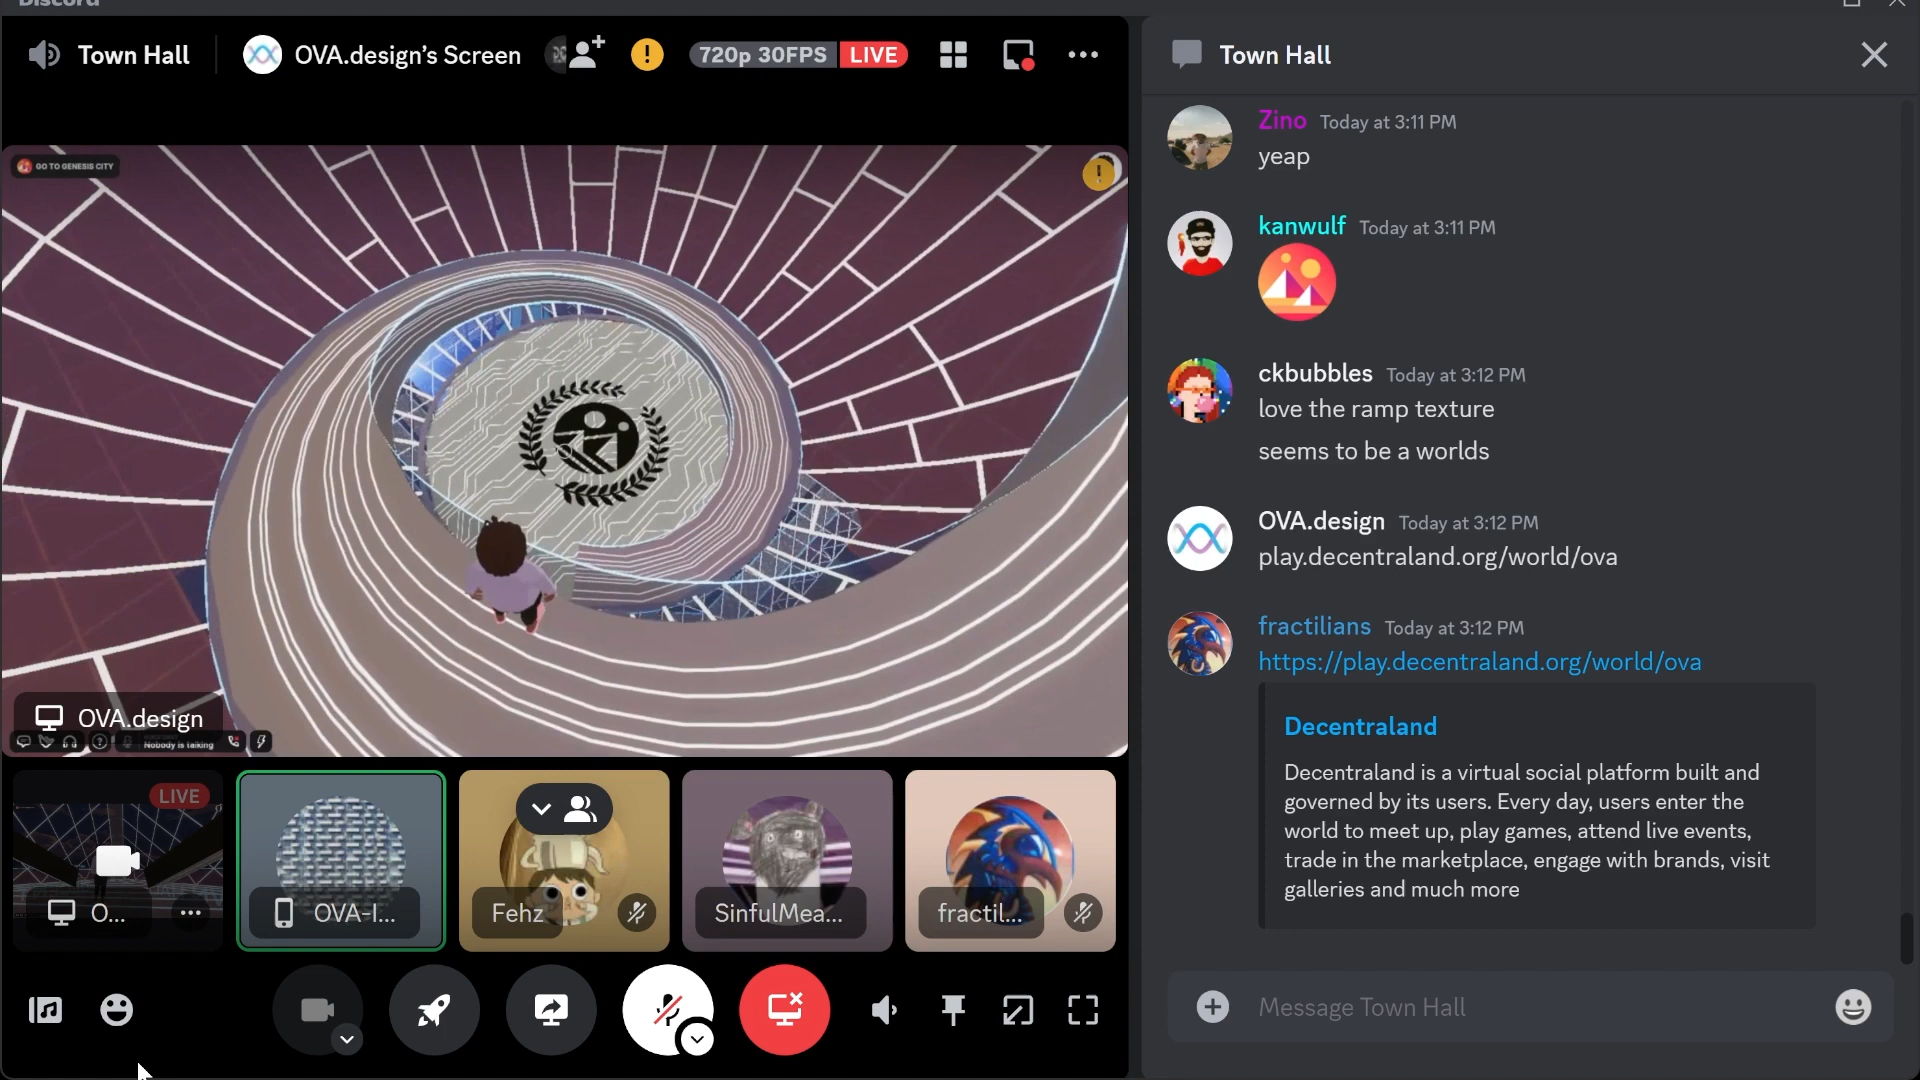 Discord
Town Hall
OVA.design's Screen
720p 30FPS
LIVE
GO TO GENESIS CITY
OVA.design
Nobody is talking
LIVE
O...
OVA-I...
Fehz
SinfulMea...
fractil...
Town Hall
Zino Today at 3:11 PM
yeap
kanwulf Today at 3:11 PM
ckbubbles Today at 3:12 PM
love the ramp texture
seems to be a worlds
OVA.design Today at 3:12 PM
play.decentraland.org/world/ova
fractilians Today at 3:12 PM
https://play.decentraland.org/world/ova
Decentraland
Decentraland is a virtual social platform built and
governed by its users. Every day, users enter the
world to meet up, play games, attend live events,
trade in the marketplace, engage with brands, visit
galleries and much more
Message Town Hall